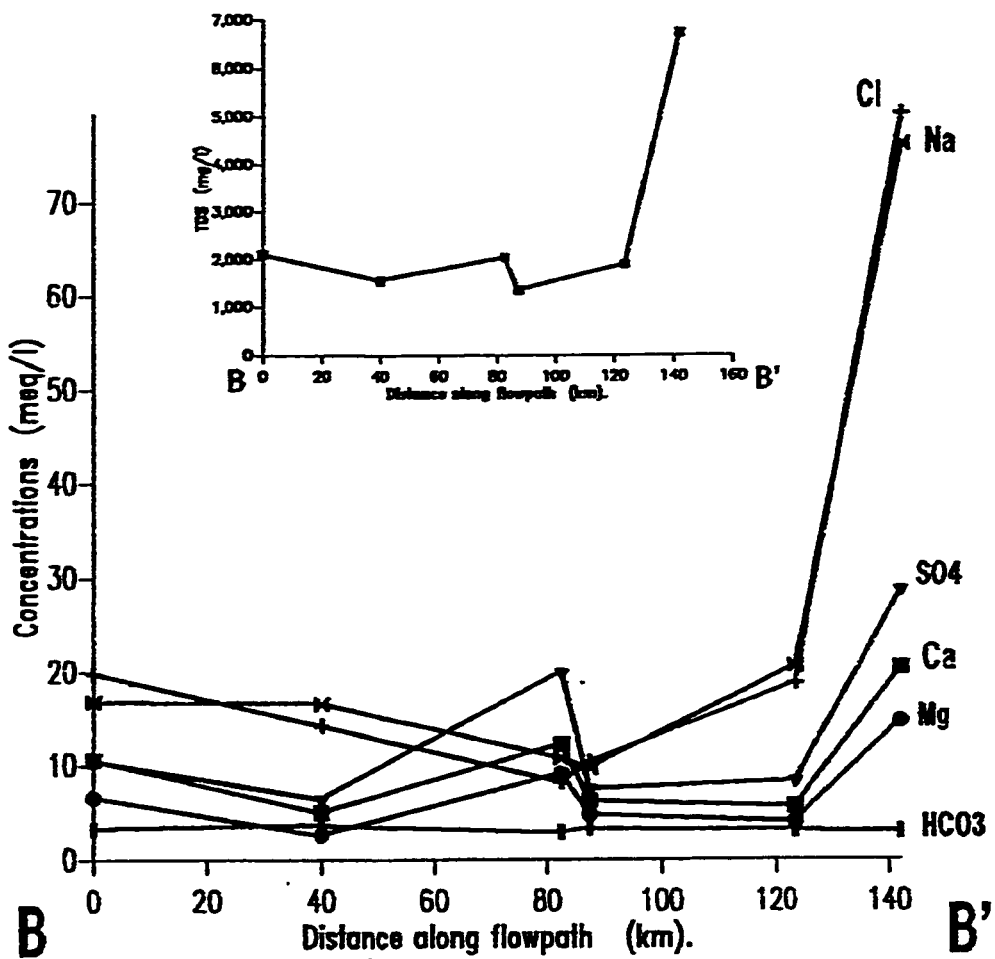 7,000
6,000
5,000
4,000
3,000
2,000
1,000
0
TDS (mg/l)
B 0 20 40 60 80 100 120 140 160 B'
Distance along flowpath (km).
Cl
Na
SO4
Ca
Mg
HCO3
70
60
50
40
30
20
10
0
Concentrations (meq/l)
0 20 40 60 80 100 120 140
B B'
Distance along flowpath (km).